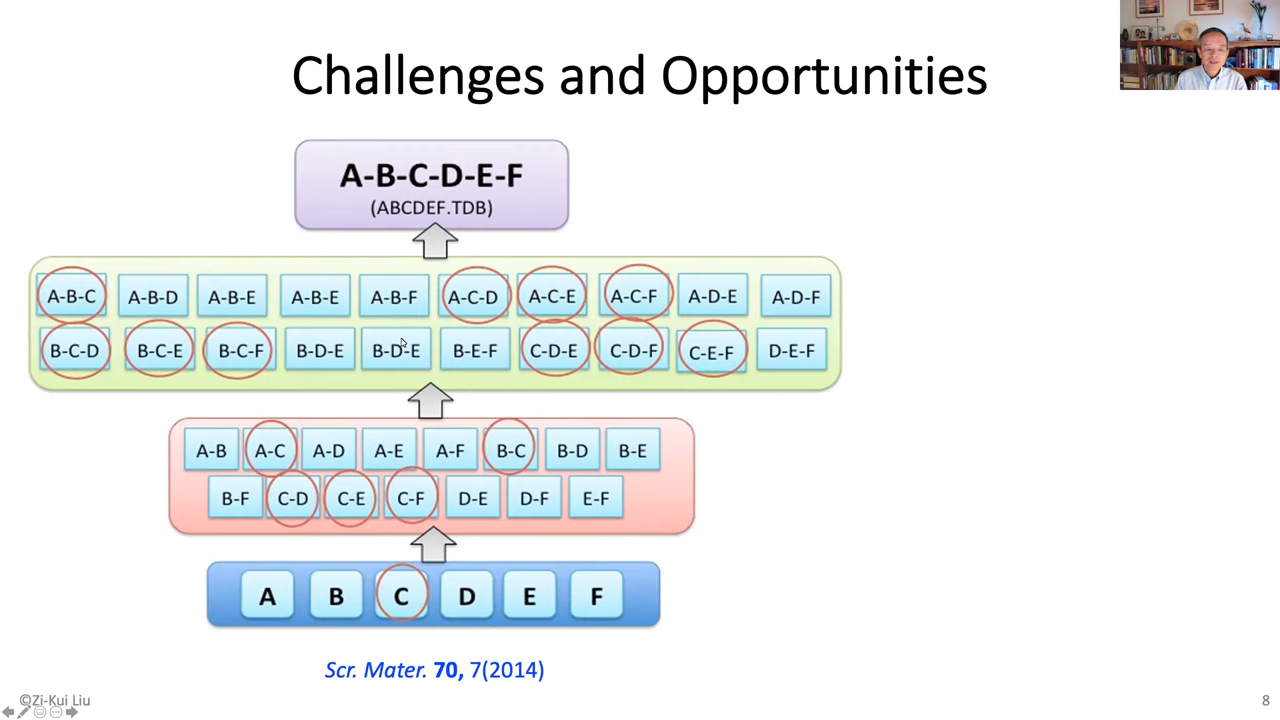 Challenges and Opportunities
A-B-C-D-E-F
(ABCDEF.TDB)
A-B-C A-B-D A-B-E A-B-E A-B-F A-C-D A-C-E A-C-F A-D-E A-D-F
B-C-D B-C-E B-C-F B-D-E B-D-E B-E-F C-D-E C-D-F C-E-F D-E-F
A-B A-C A-D A-E A-F B-C B-D B-E
B-F C-D C-E C-F D-E D-F E-F
A B C D E F
Scr. Mater. 70, 7(2014)
©Zi-Kui Liu
8